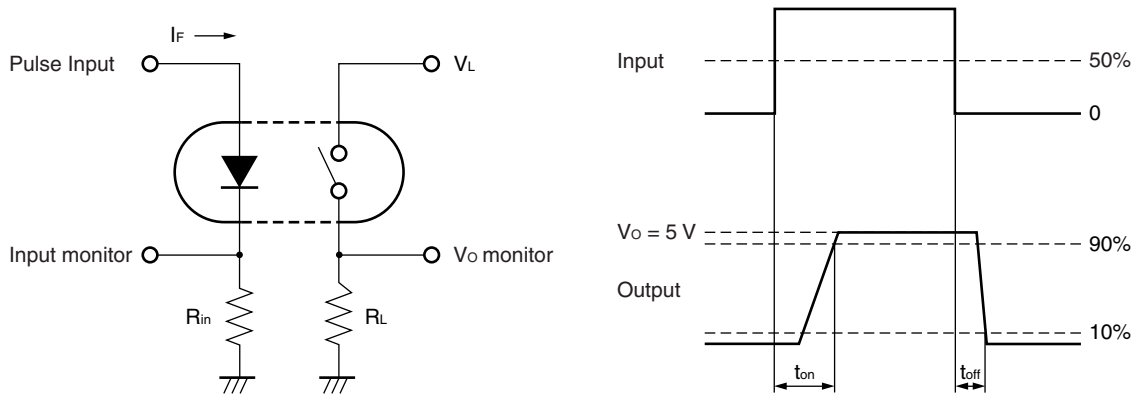 IF
Pulse Input
VL
Input monitor
VO monitor
Rin
RL
Input
50%
0
VO = 5 V
90%
Output
10%
ton
toff